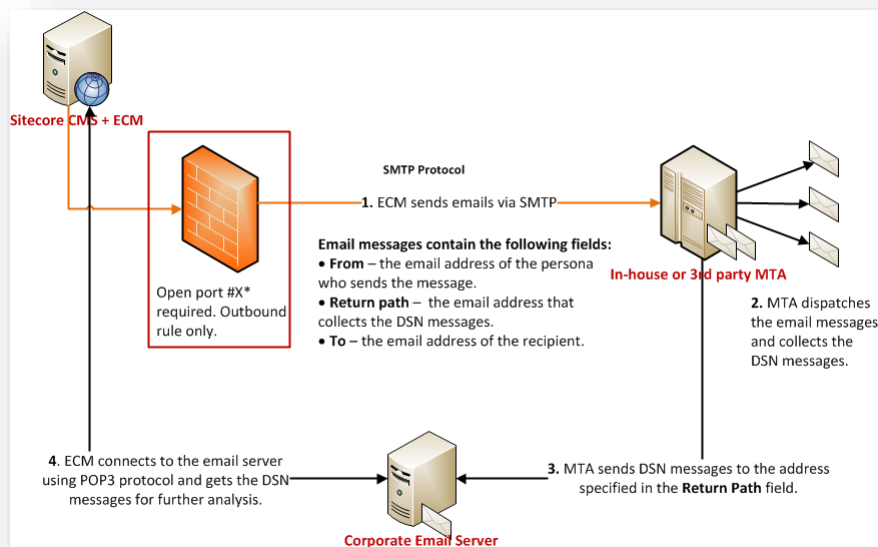 Sitecore CMS + ECM
SMTP Protocol
1. ECM sends emails via SMTP
Email messages contain the following fields:
• From – the email address of the persona
who sends the message.
• Return path – the email address that
collects the DSN messages.
• To – the email address of the recipient.
Open port #X*
required. Outbound
rule only.
In-house or 3rd party MTA
2. MTA dispatches
the email messages
and collects the
DSN messages.
3. MTA sends DSN messages to the address
specified in the Return Path field.
4. ECM connects to the email server
using POP3 protocol and gets the DSN
messages for further analysis.
Corporate Email Server